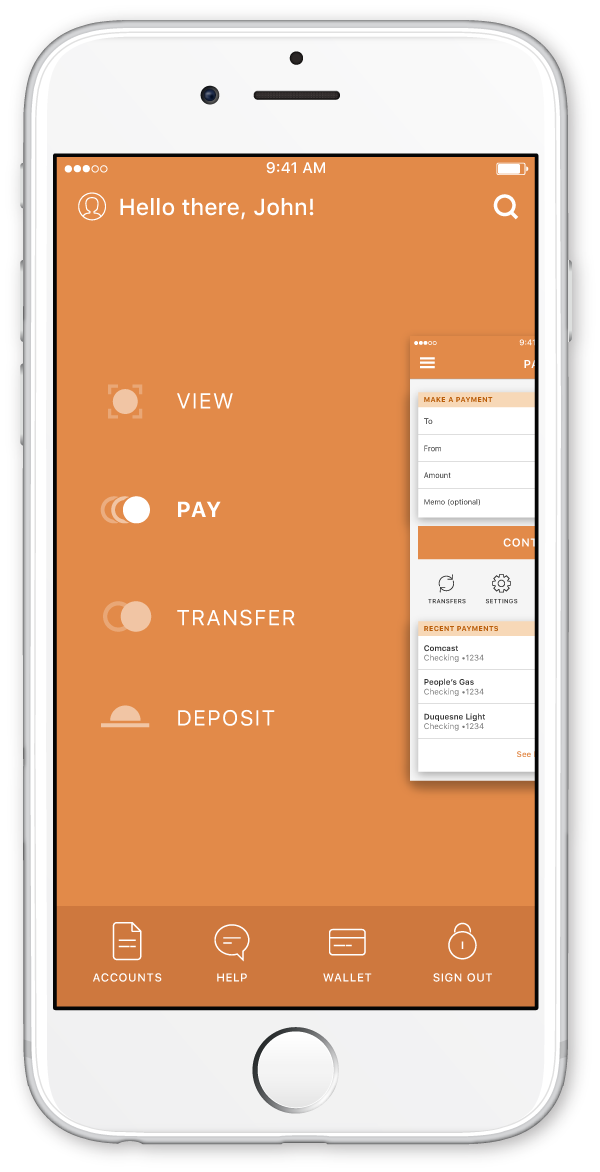 9:41 AM
Hello there, John!
VIEW
PAY
TRANSFER
DEPOSIT
9:41
PA
MAKE A PAYMENT
To
From
Amount
Memo (optional)
CONT
TRANSFERS
SETTINGS
RECENT PAYMENTS
Comcast
Checking •1234
People's Gas
Checking •1234
Duquesne Light
Checking •1234
See
ACCOUNTS
HELP
WALLET
SIGN OUT